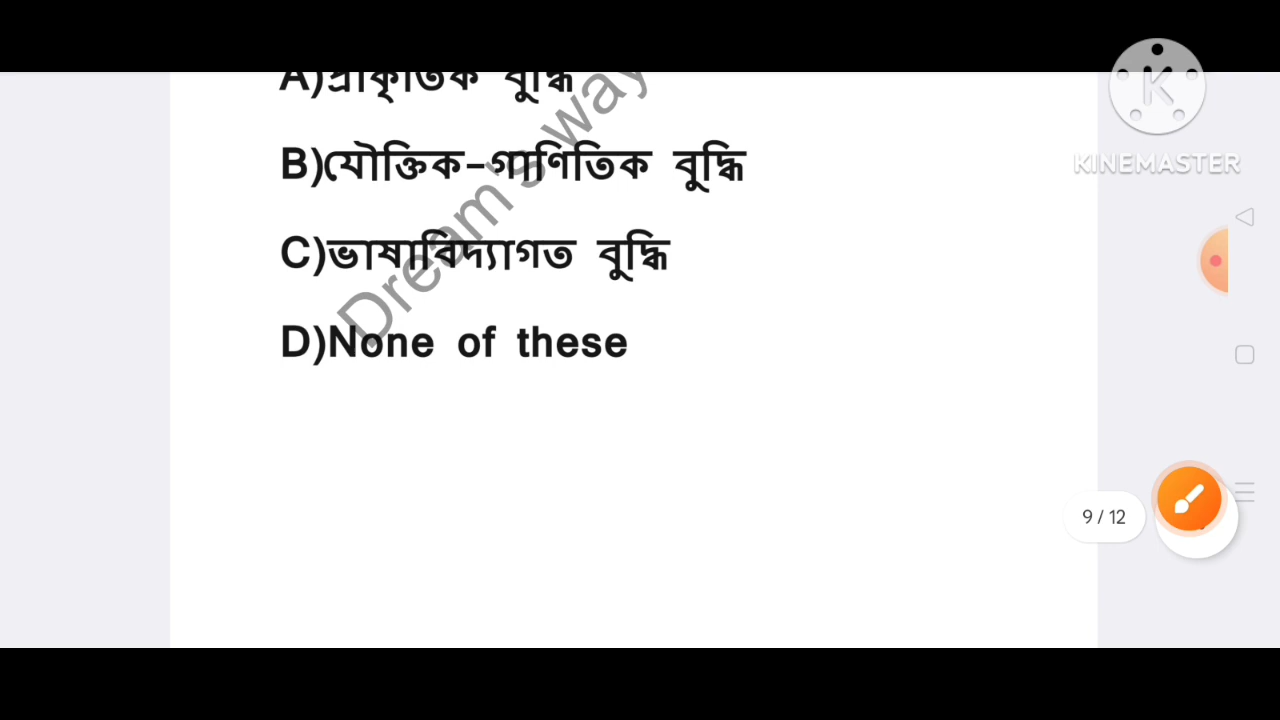 A)প্রাকৃতিক বুদ্ধি
B)যৌক্তিক-গাণিতিক বুদ্ধি
C)ভাষাবিদ্যাগত বুদ্ধি
D)None of these
Dream's way
KINEMASTER
9 / 12